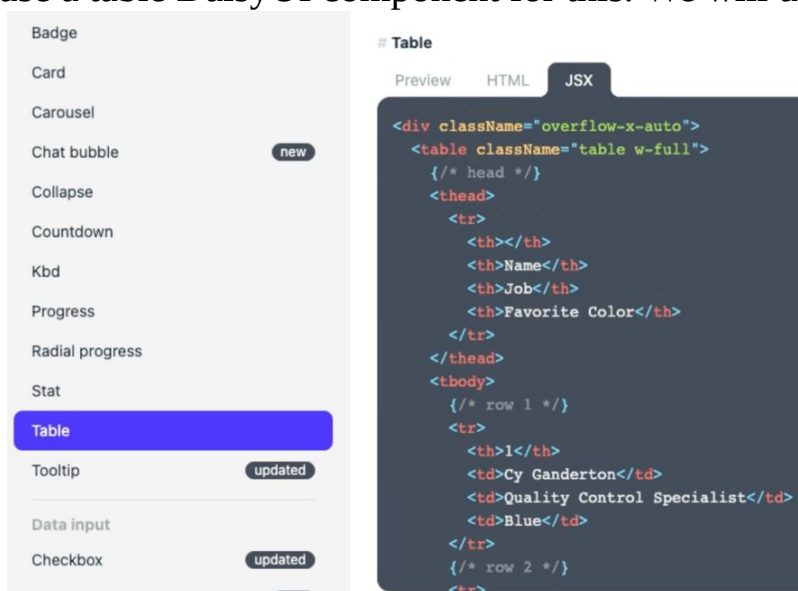 use a table DaisyUI component for this. We will u
Badge
Card
Carousel
Chat bubble new
Collapse
Countdown
Kbd
Progress
Radial progress
Stat
Table
Tooltip updated
Data input
Checkbox updated
# Table
Preview HTML JSX
<div className="overflow-x-auto">
<table className="table w-full">
{/* head */}
<thead>
<tr>
<th></th>
<th>Name</th>
<th>Job</th>
<th>Favorite Color</th>
</tr>
</thead>
<tbody>
{/* row 1 */}
<tr>
<th>1</th>
<td>Cy Ganderton</td>
<td>Quality Control Specialist</td>
<td>Blue</td>
</tr>
{/* row 2 */}
<tr>